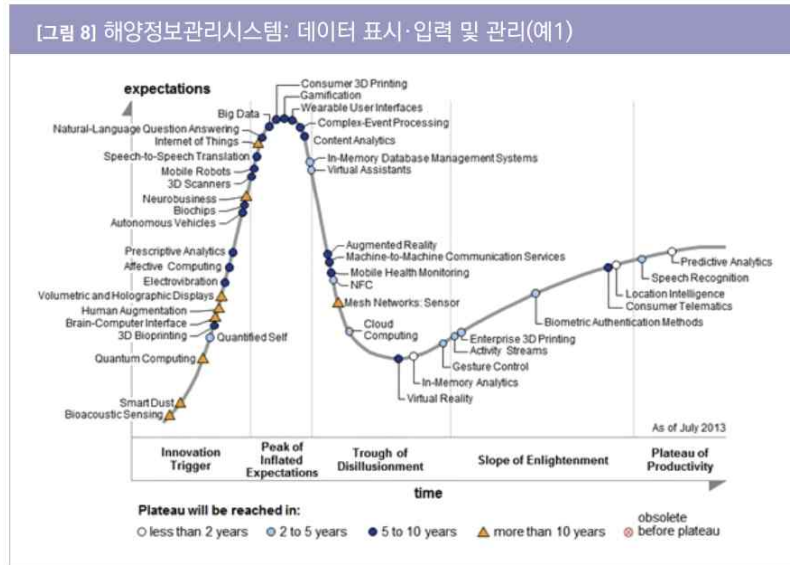 [그림 8] 해양정보관리시스템: 데이터 표시·입력 및 관리(예1)
expectations
Consumer 3D Printing
Gamification
Wearable User Interfaces
Big Data
Complex-Event Processing
Natural-Language Question Answering
Content Analytics
Internet of Things
Speech-to-Speech Translation
In-Memory Database Management Systems
Mobile Robots
Virtual Assistants
3D Scanners
Neurobusiness
Biochips
Autonomous Vehicles
Augmented Reality
Prescriptive Analytics
Machine-to-Machine Communication Services
Affective Computing
Mobile Health Monitoring
Electrovibration
NFC
Volumetric and Holographic Displays
Mesh Networks: Sensor
Human Augmentation
Brain-Computer Interface
3D Bioprinting
Quantified Self
Cloud
Computing
Quantum Computing
Smart Dust
Bioacoustic Sensing
Predictive Analytics
Speech Recognition
Location Intelligence
Consumer Telematics
Biometric Authentication Methods
Enterprise 3D Printing
Activity Streams
Gesture Control
In-Memory Analytics
Virtual Reality
As of July 2013
Innovation
Trigger
Peak of
Inflated
Expectations
Trough of
Disillusionment
Slope of Enlightenment
Plateau of
Productivity
time
Plateau will be reached in:
less than 2 years
2 to 5 years
5 to 10 years
more than 10 years
obsolete
before plateau